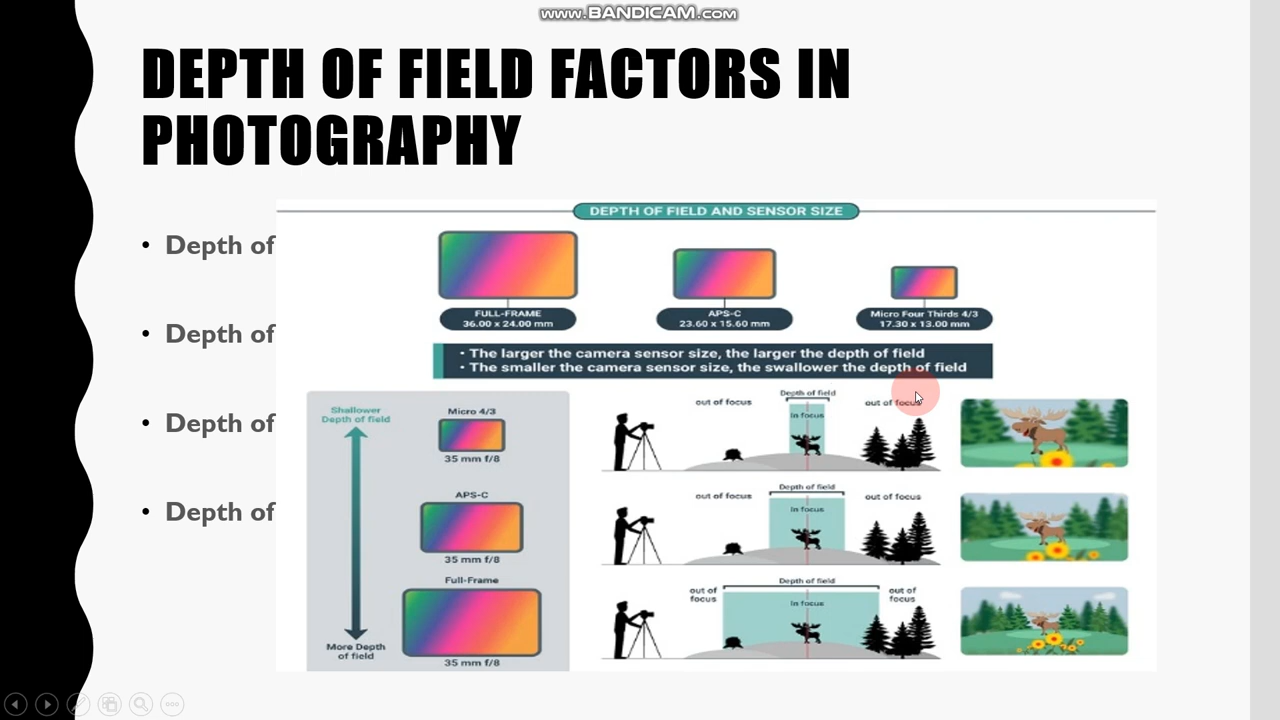 www.BANDICAM.com
DEPTH OF FIELD FACTORS IN
PHOTOGRAPHY
• Depth of
• Depth of
• Depth of
• Depth of
DEPTH OF FIELD AND SENSOR SIZE
FULL-FRAME
36.00 x 24.00 mm
APS-C
23.60 x 15.60 mm
Micro Four Thirds 4/3
17.30 x 13.00 mm
• The larger the camera sensor size, the larger the depth of field
• The smaller the camera sensor size, the swallower the depth of field
Shallower
Depth of field
Micro 4/3
35 mm f/8
APS-C
35 mm f/8
Full-Frame
35 mm f/8
More Depth
of field
out of focus
Depth of field
In focus
out of focus
out of focus
Depth of field
In focus
out of focus
out of
focus
Depth of field
In focus
out of
focus